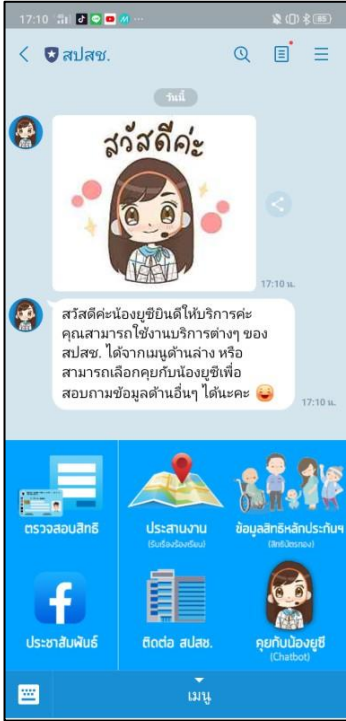 17:10
85
สปสช.
วันนี้
สวัสดีค่ะ
17:10 น.
สวัสดีค่ะน้องยูซียินดีให้บริการค่ะ
คุณสามารถใช้งานบริการต่างๆ ของ
สปสช. ได้จากเมนูด้านล่าง หรือ
สามารถเลือกคุยกับน้องยูซีเพื่อ
สอบถามข้อมูลด้านอื่นๆ ได้นะคะ
17:10 น.
ตรวจสอบสิทธิ
ประสานงาน
(รับเรื่องร้องเรียน)
ข้อมูลสิทธิหลักประกันฯ
(สิทธิบัตรทอง)
ประชาสัมพันธ์
ติดต่อ สปสช.
คุยกับน้องยูซี
(Chatbot)
เมนู